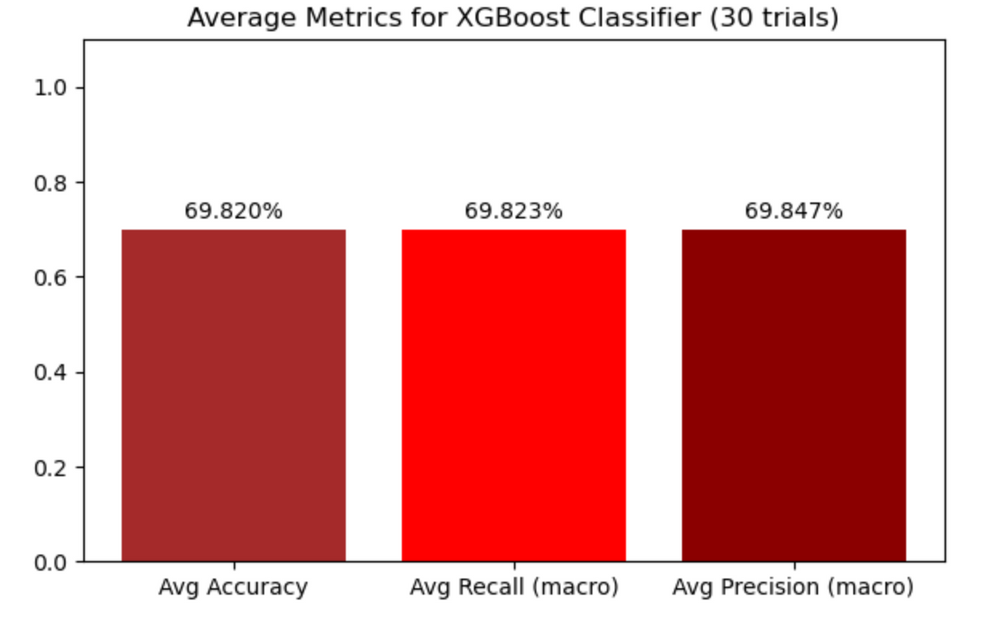 Average Metrics for XGBoost Classifier (30 trials)
1.0
0.8
0.6
0.4
0.2
0.0
69.820%
69.823%
69.847%
Avg Accuracy
Avg Recall (macro)
Avg Precision (macro)